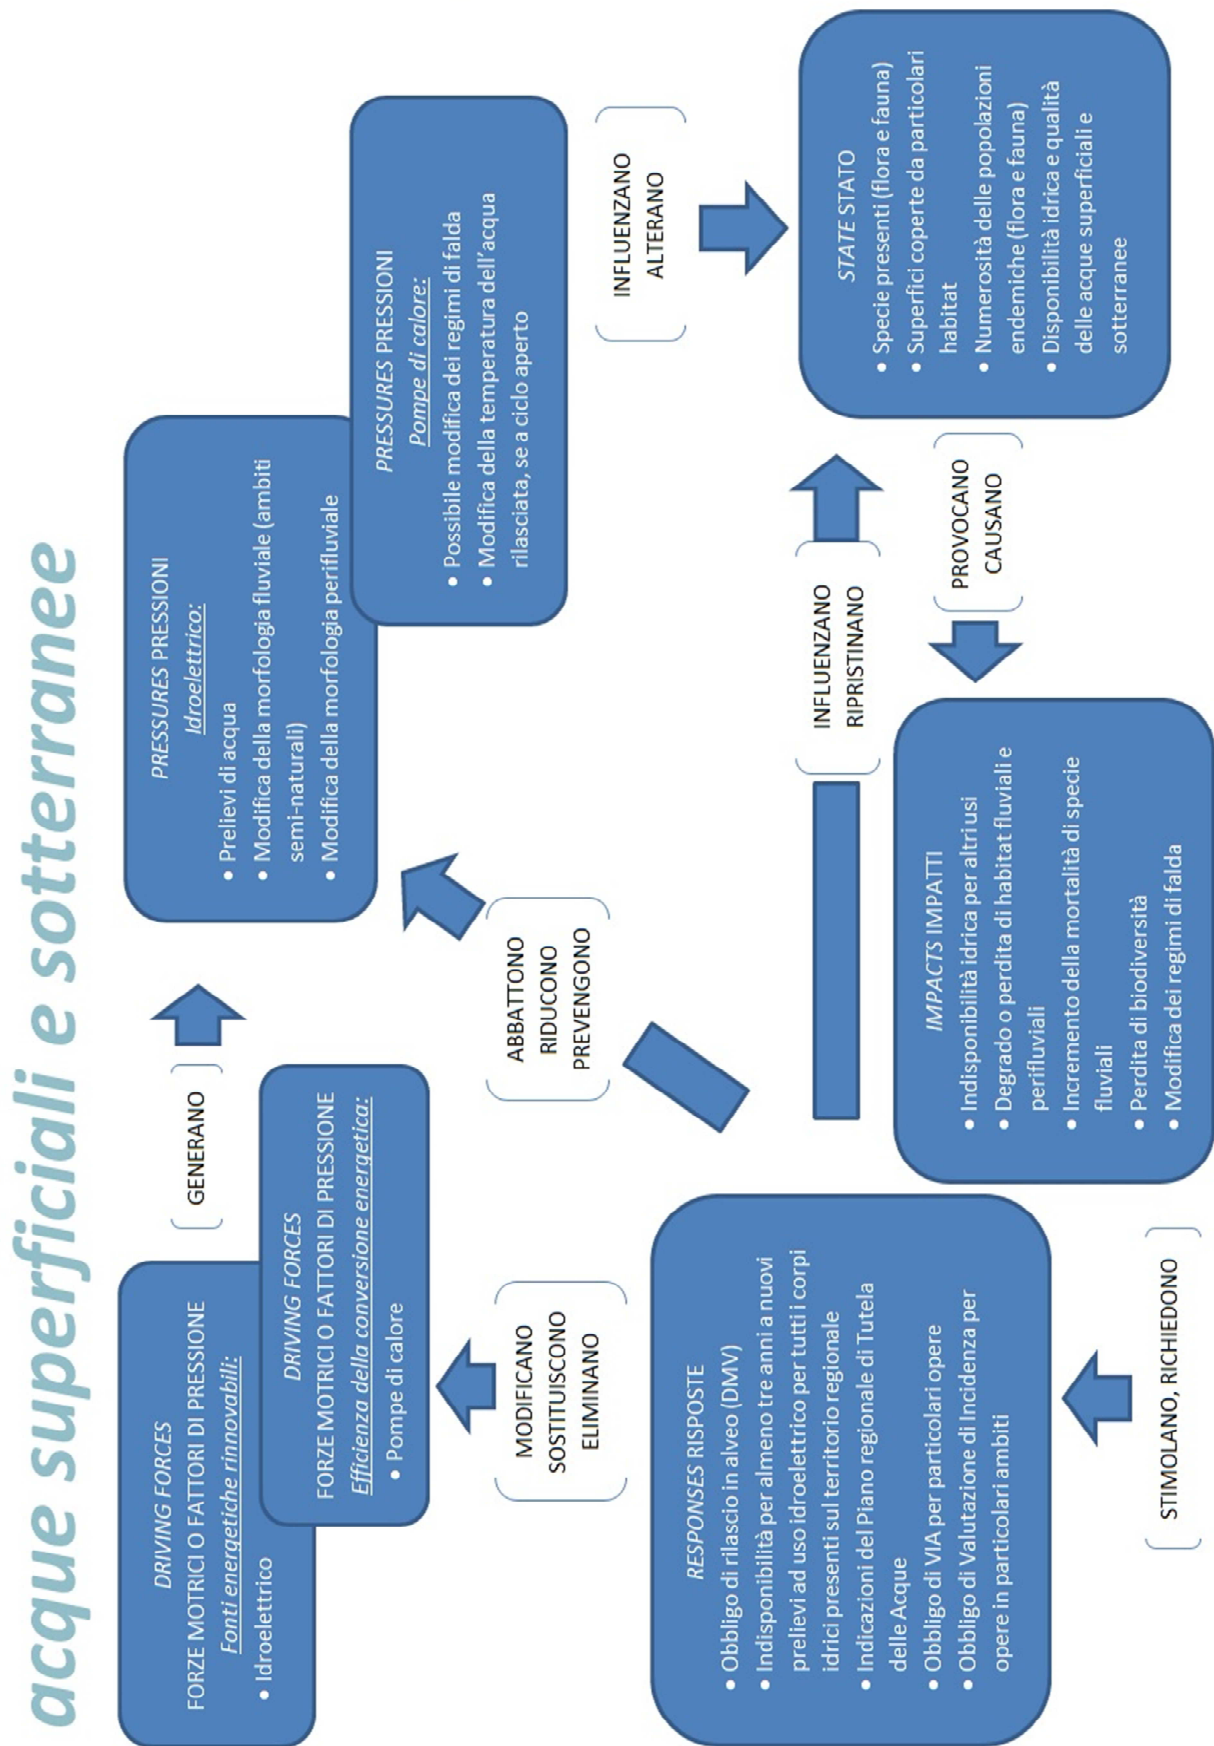 acque superficiali e sotterranee
DRIVING FORCES
FORZE MOTRICI O FATTORI DI PRESSIONE
Fonti energetiche rinnovabili:
• Idroelettrico
DRIVING FORCES
FORZE MOTRICI O FATTORI DI PRESSIONE
Efficienza della conversione energetica:
• Pompe di calore
GENERANO
PRESSURES PRESSIONI
Idroelettrico:
• Prelievi di acqua
• Modifica della morfologia fluviale (ambiti
semi-naturali)
• Modifica della morfologia perifluviale
PRESSURES PRESSIONI
Pompe di calore:
• Possibile modifica dei regimi di falda
• Modifica della temperatura dell'acqua
rilasciata, se a ciclo aperto
INFLUENZANO
ALTERANO
MODIFICANO
SOSTITUISCONO
ELIMINANO
ABBATTONO
RIDUCONO
PREVENGONO
RESPONSES RISPOSTE
• Obbligo di rilascio in alveo (DMV)
• Indisponibilità per almeno tre anni a nuovi
prelievi ad uso idroelettrico per tutti i corpi
idrici presenti sul territorio regionale
• Indicazioni del Piano regionale di Tutela
delle Acque
• Obbligo di VIA per particolari opere
• Obbligo di Valutazione di Incidenza per
opere in particolari ambiti
INFLUENZANO
RIPRISTINANO
STATE STATO
• Specie presenti (flora e fauna)
• Superfici coperte da particolari
habitat
• Numerosità delle popolazioni
endemiche (flora e fauna)
• Disponibilità idrica e qualità
delle acque superficiali e
sotterranee
PROVOCANO
CAUSANO
IMPACTS IMPATTI
• Indisponibilità idrica per altri usi
• Degrado o perdita di habitat fluviali e
perifluviali
• Incremento della mortalità di specie
fluviali
• Perdita di biodiversità
• Modifica dei regimi di falda
STIMOLANO, RICHIEDONO